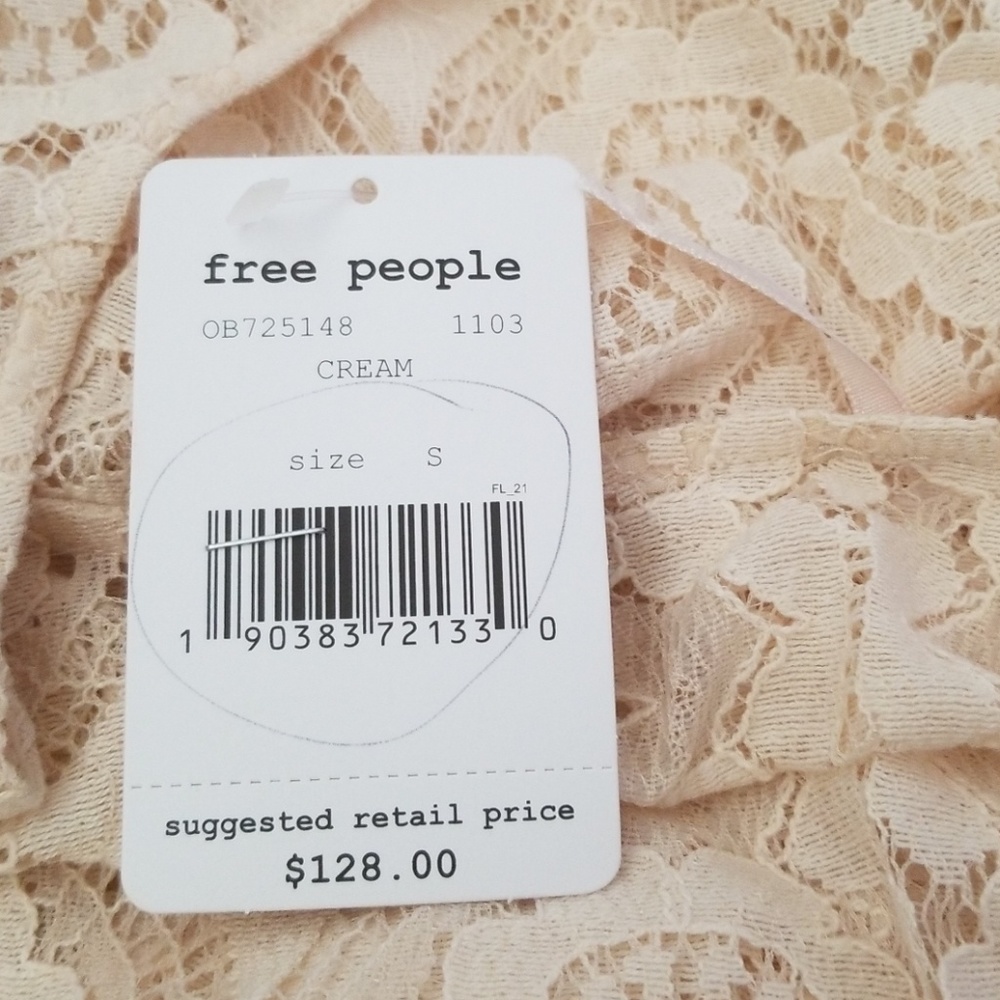 free people
OB725148 1103
CREAM
size S
FL_21
1 90383 72133 0
suggested retail price
$128.00